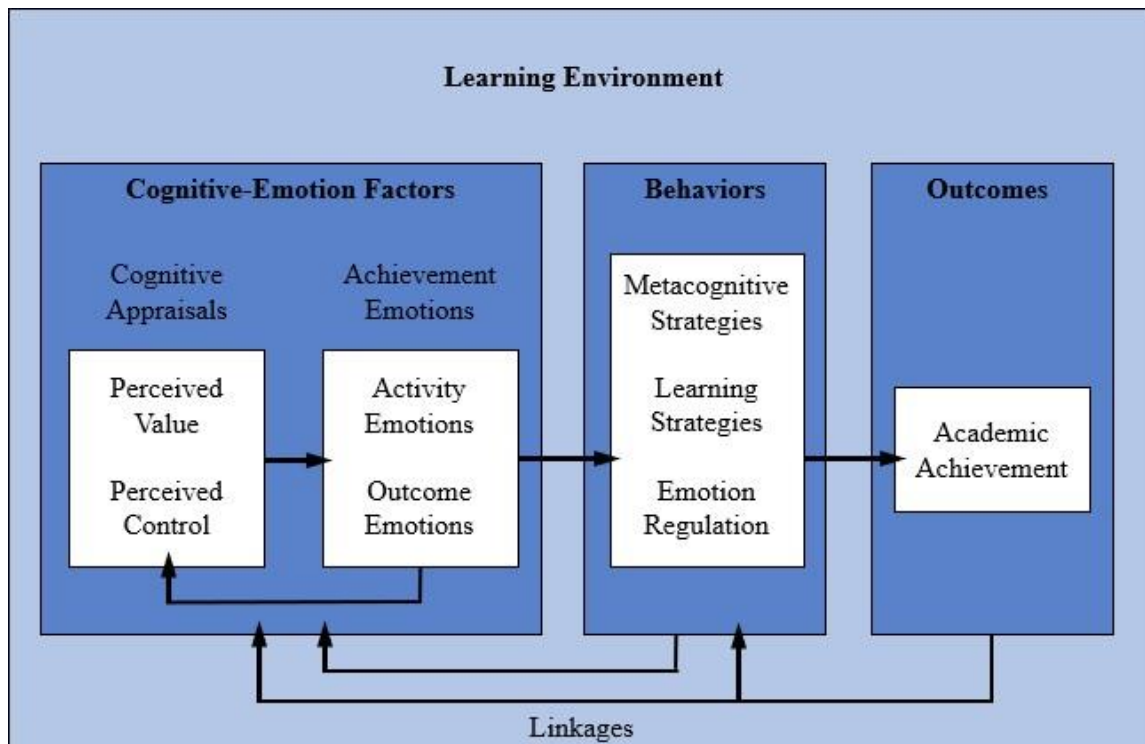 Learning Environment
Cognitive-Emotion Factors
Cognitive
Appraisals
Perceived
Value
Perceived
Control
Achievement
Emotions
Activity
Emotions
Outcome
Emotions
Behaviors
Metacognitive
Strategies
Learning
Strategies
Emotion
Regulation
Outcomes
Academic
Achievement
Linkages